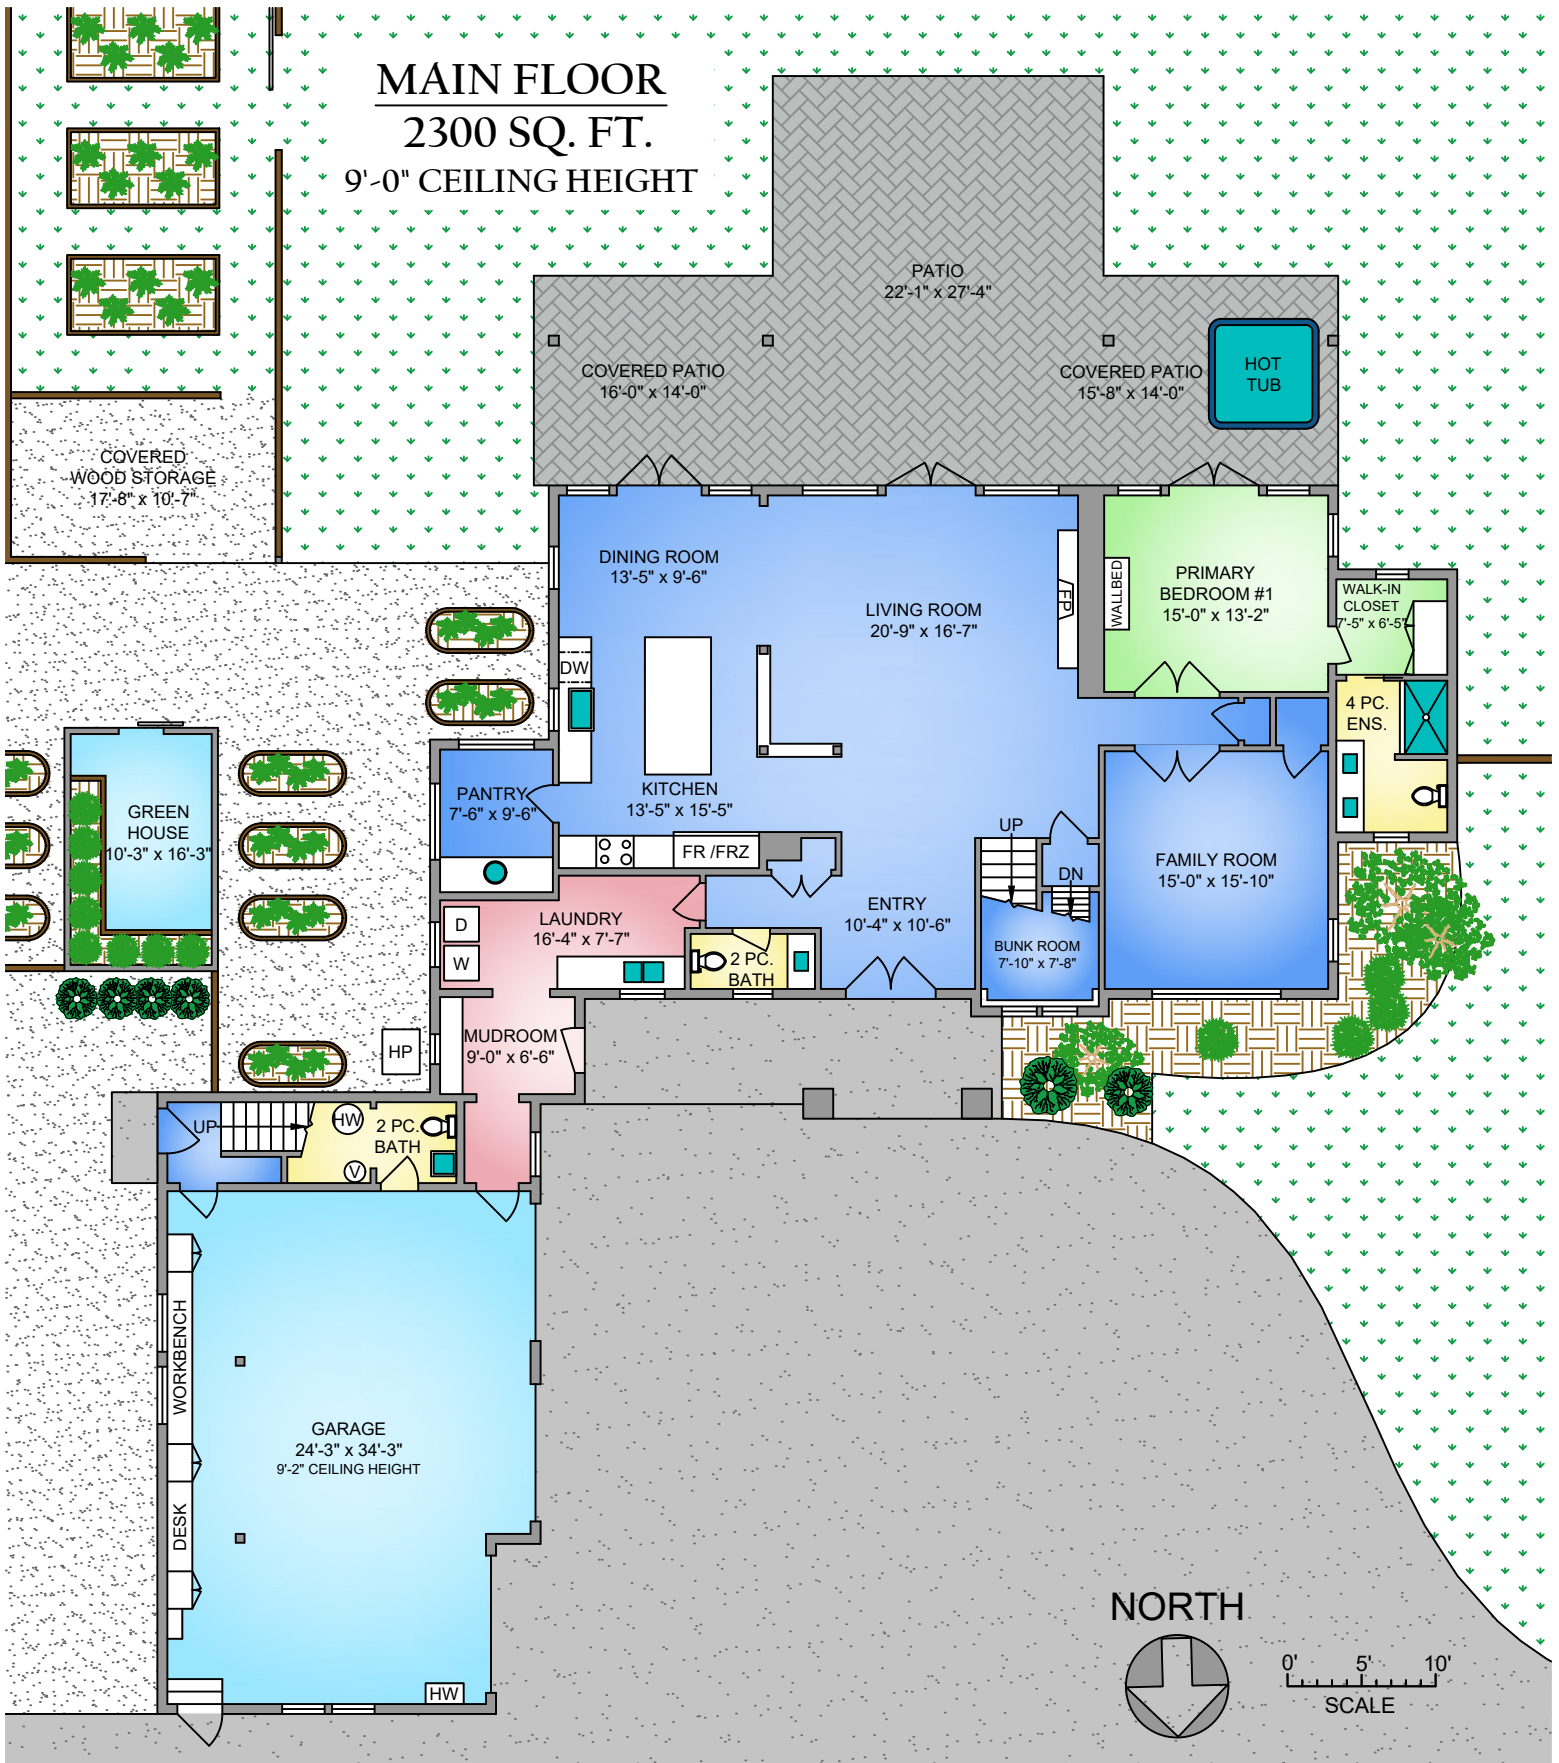 MAIN FLOOR
2300 SQ. FT.
9'-0" CEILING HEIGHT
PATIO
22'-1" x 27'-4"
COVERED PATIO
16'-0" x 14'-0"
COVERED PATIO
15'-8" x 14'-0"
HOT
TUB
COVERED
WOOD STORAGE
17'-8" x 10'-7"
DINING ROOM
13'-5" x 9'-6"
LIVING ROOM
20'-9" x 16'-7"
FP
WALLBED
PRIMARY
BEDROOM #1
15'-0" x 13'-2"
WALK-IN
CLOSET
7'-5" x 6'-5"
DW
4 PC.
ENS.
KITCHEN
13'-5" x 15'-5"
PANTRY
7'-6" x 9'-6"
GREEN
HOUSE
10'-3" x 16'-3"
FR /FRZ
UP
DN
FAMILY ROOM
15'-0" x 15'-10"
ENTRY
10'-4" x 10'-6"
LAUNDRY
16'-4" x 7'-7"
D
W
2 PC.
BATH
BUNK ROOM
7'-10" x 7'-8"
MUDROOM
9'-0" x 6'-6"
HP
UP
HW
2 PC.
BATH
V
WORKBENCH
DESK
GARAGE
24'-3" x 34'-3"
9'-2" CEILING HEIGHT
HW
NORTH
0' 5' 10'
SCALE